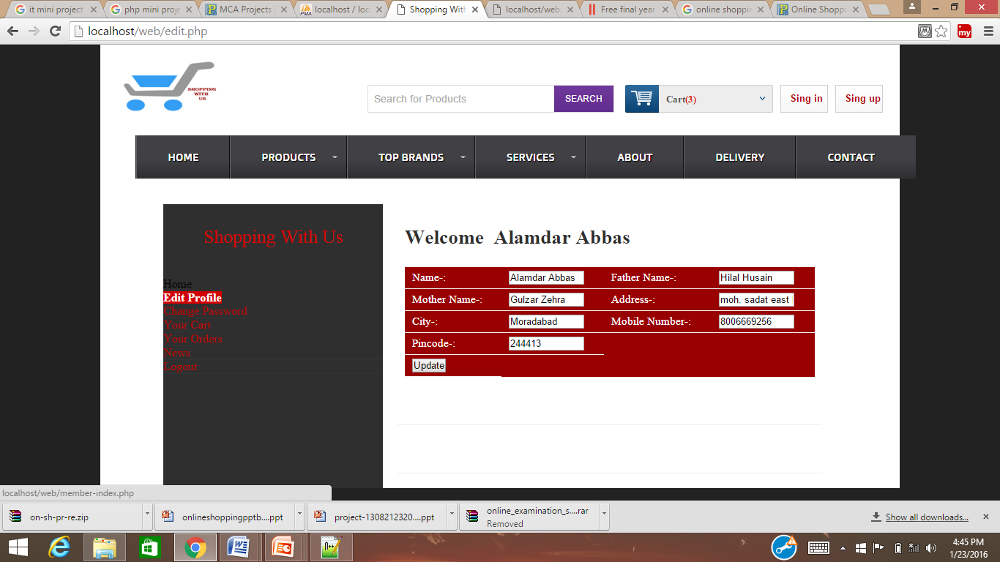 it mini project
php mini proje
MCA Projects
localhost / loc
Shopping With
localhost/web
Free final year
online shoppin
Online Shoppi
localhost/web/edit.php
SHOPPING
WITH
US
Search for Products SEARCH Cart(3) Sing in Sing up
HOME PRODUCTS TOP BRANDS SERVICES ABOUT DELIVERY CONTACT
Shopping With Us
Home
Edit Profile
Change Password
Your Cart
Your Orders
News
Logout
Welcome Alamdar Abbas
Name-: Alamdar Abbas Father Name-: Hilal Husain
Mother Name-: Gulzar Zehra Address-: moh. sadat east
City-: Moradabad Mobile Number-: 8006669256
Pincode-: 244413
Update
localhost/web/member-index.php
on-sh-pr-re.zip
onlineshoppingpptb....ppt
project-1308212320....ppt
online_examination_s....rar
Removed
Show all downloads...
4:45 PM
1/23/2016